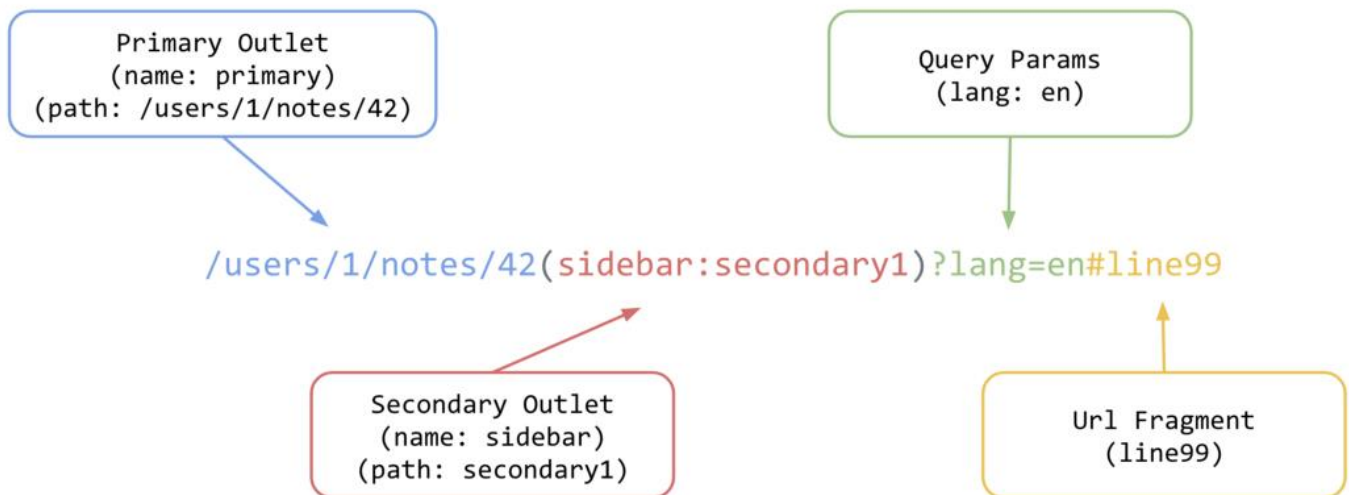 Primary Outlet
(name: primary)
(path: /users/1/notes/42)
Query Params
(lang: en)
/users/1/notes/42(sidebar:secondary1)?lang=en#line99
Secondary Outlet
(name: sidebar)
(path: secondary1)
Url Fragment
(line99)